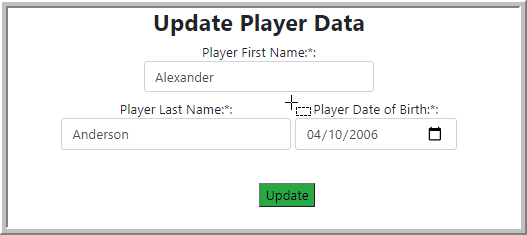 Update Player Data
Player First Name:*:
Alexander
Player Last Name:*: Player Date of Birth:*:
Anderson 04/10/2006
Update